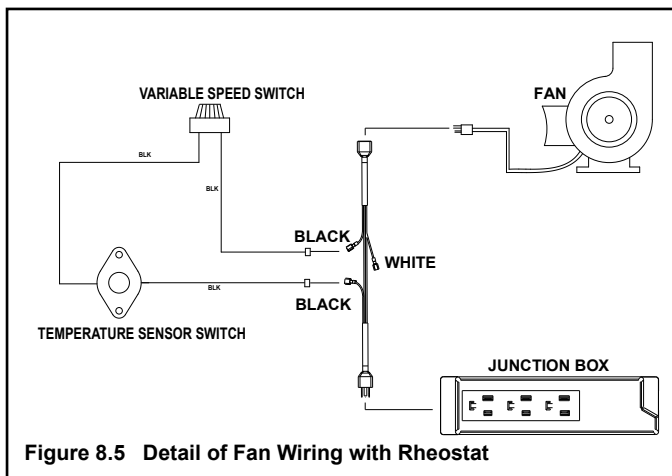 VARIABLE SPEED SWITCH
FAN
BLK
BLK
BLACK
WHITE
BLK
BLACK
TEMPERATURE SENSOR SWITCH
JUNCTION BOX
Figure 8.5 Detail of Fan Wiring with Rheostat